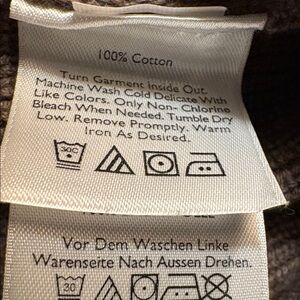 100% Cotton
Turn Garment Inside Out.
Machine Wash Cold Delicate With
Like Colors. Only Non- Chlorine
Bleach When Needed. Tumble Dry
Low. Remove Promptly. Warm
Iron As Desired.
30C
Vor Dem Waschen Linke
Warenseite Nach Aussen Drehen.
30